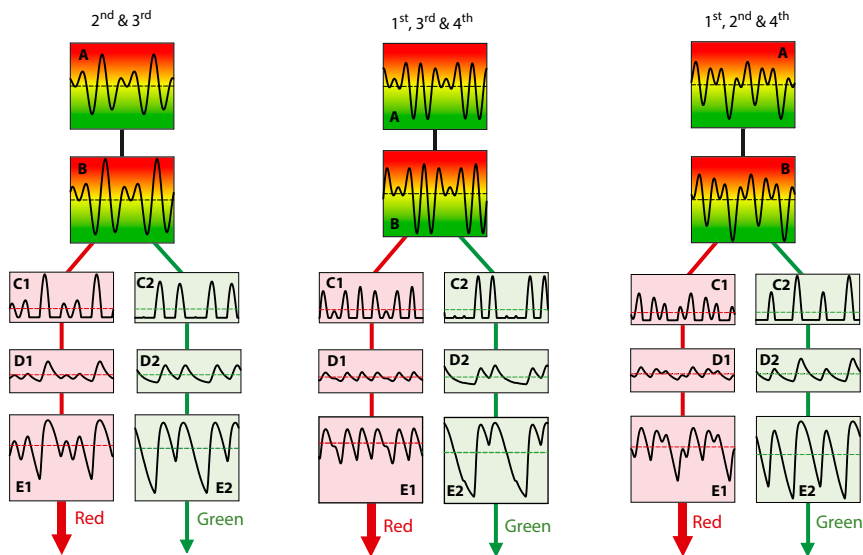 2nd & 3rd
1st, 3rd & 4th
1st, 2nd & 4th
A
A
A
B
B
B
C1
C2
C1
C2
C1
C2
D1
D2
D1
D2
D1
D2
E1
E2
E1
E2
E1
E2
Red
Green
Red
Green
Red
Green